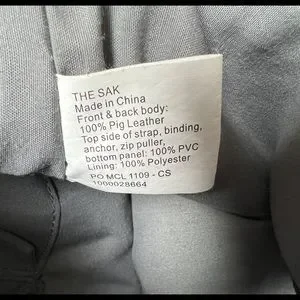 THE SAK
Made in China
Front & back body:
100% Pig Leather
Top side of strap, binding,
anchor, zip puller,
bottom panel: 100% PVC
Lining: 100% Polyester
PO MCL 1109 - CS
1000028664